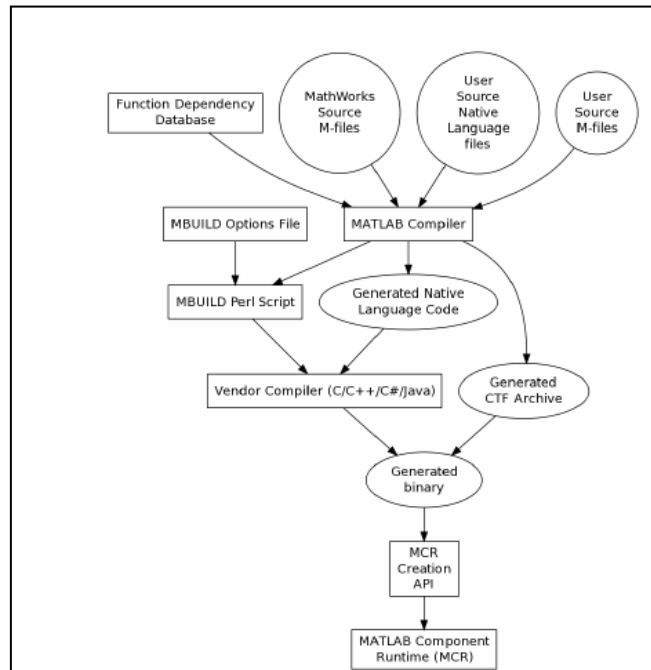 Function Dependency
Database
MathWorks
Source
M-files
User
Source
Native
Language
files
User
Source
M-files
MBUILD Options File
MATLAB Compiler
MBUILD Perl Script
Generated Native
Language Code
Vendor Compiler (C/C++/C#/Java)
Generated
CTF Archive
Generated
binary
MCR
Creation
API
MATLAB Component
Runtime (MCR)